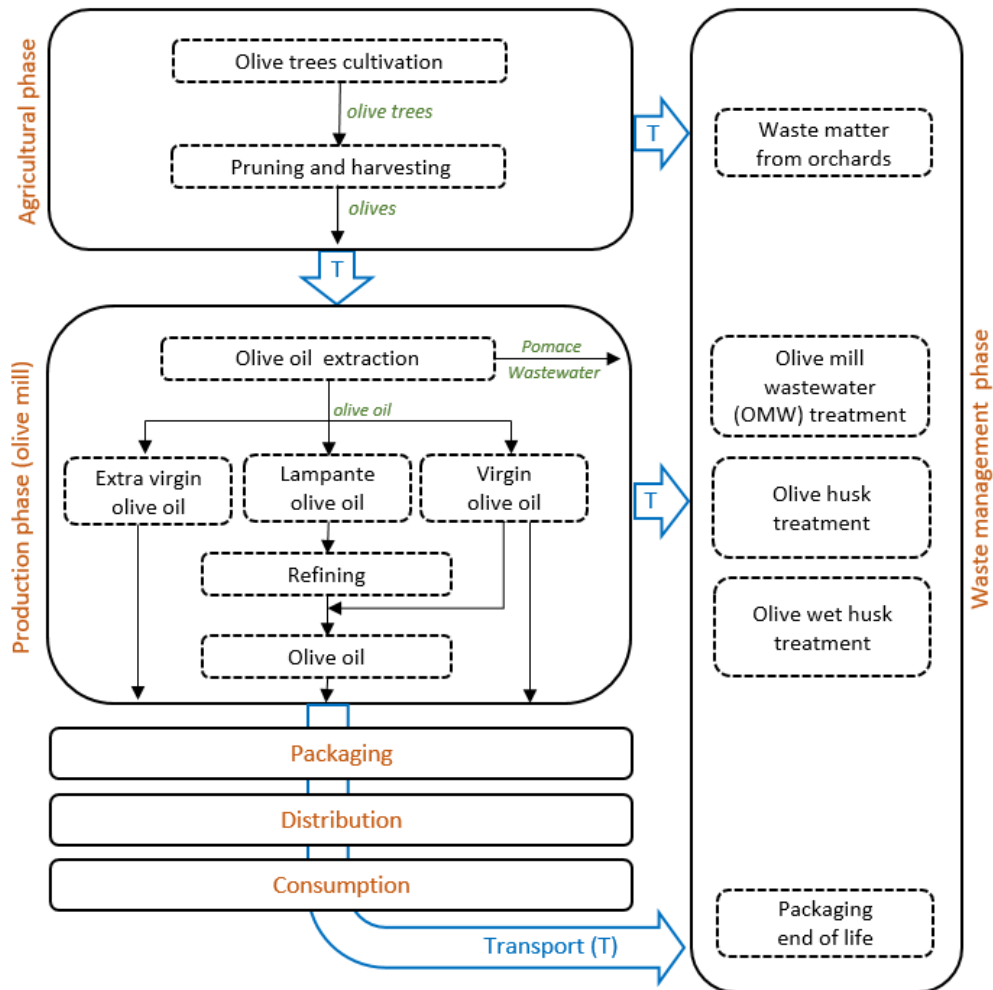 Agricultural phase
Olive trees cultivation
olive trees
Pruning and harvesting
olives
T
T
Waste matter
from orchards
Production phase (olive mill)
Olive oil extraction
Pomace
Wastewater
olive oil
Extra virgin
olive oil
Lampante
olive oil
Virgin
olive oil
Refining
Olive oil
T
Waste management phase
Olive mill
wastewater
(OMW) treatment
Olive husk
treatment
Olive wet husk
treatment
Packaging
Distribution
Consumption
Transport (T)
Packaging
end of life